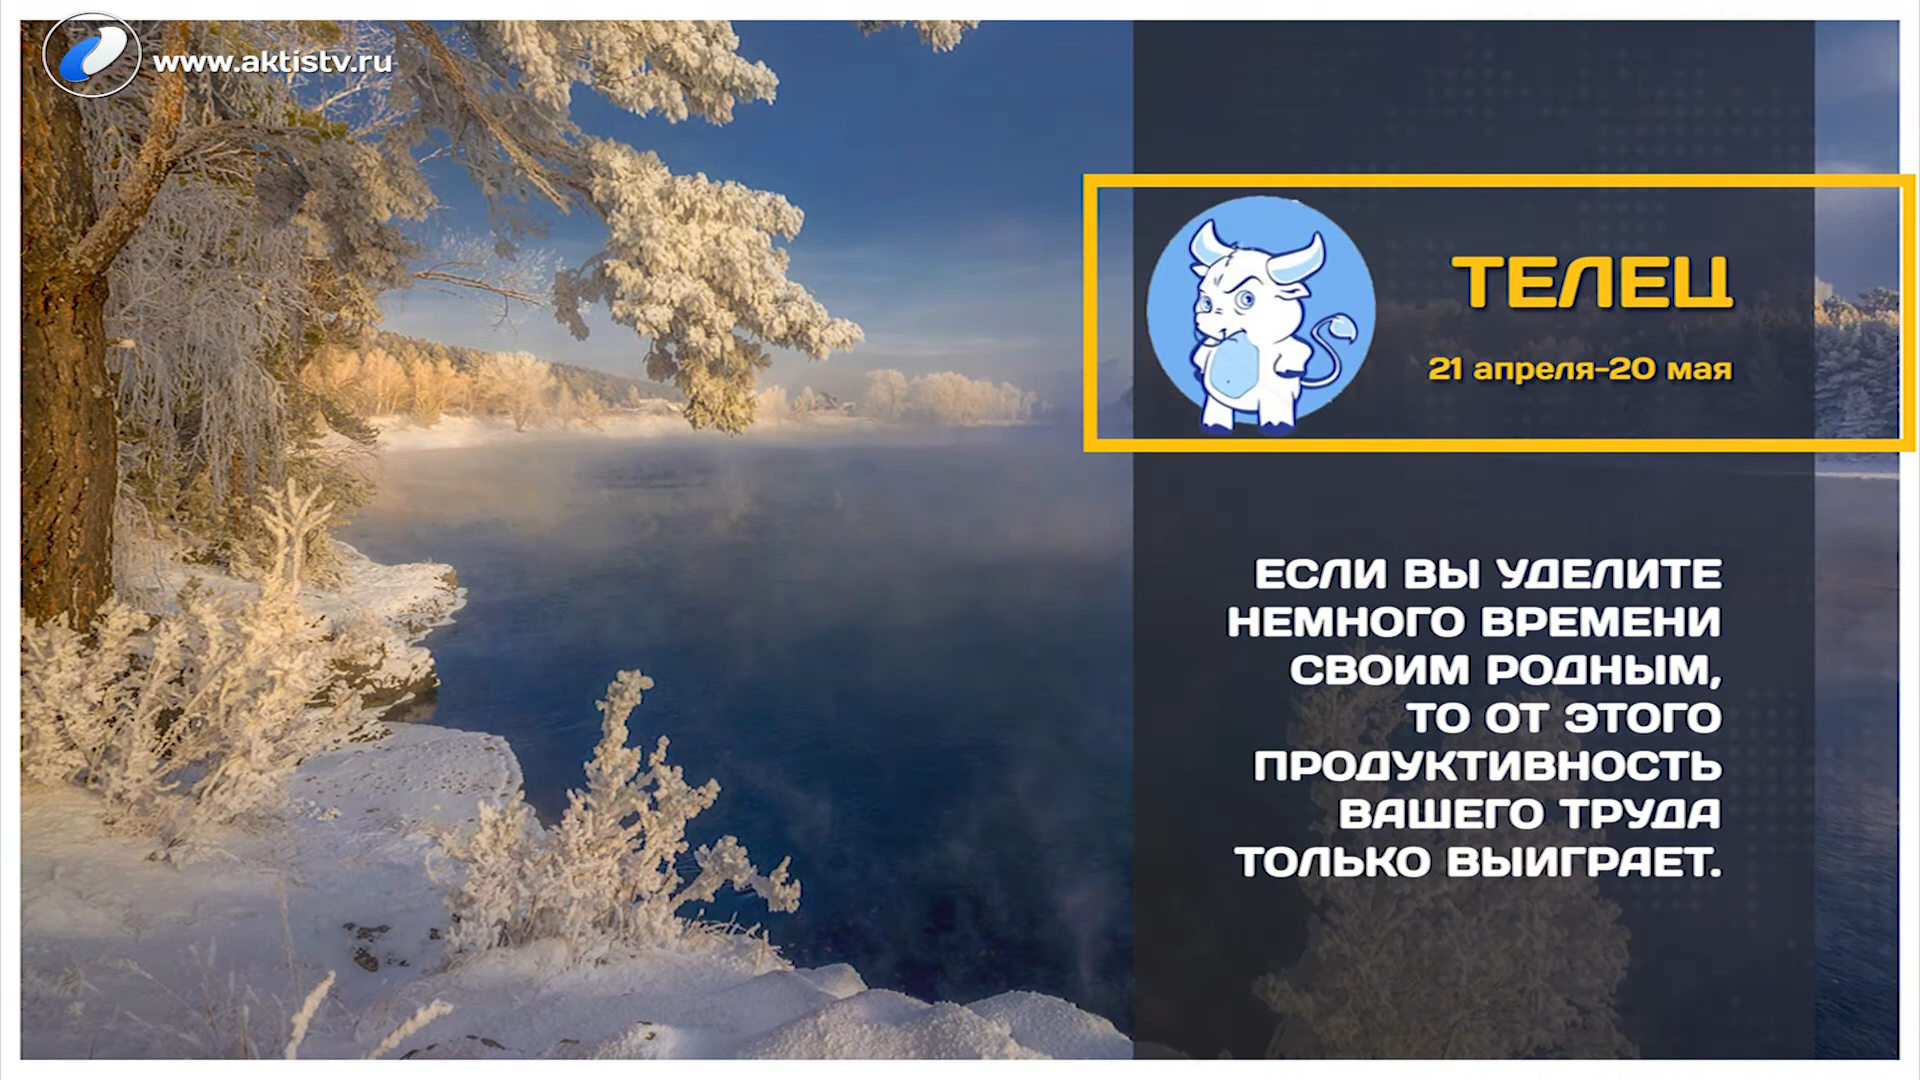 www.aktistv.ru
ТЕЛЕЦ
21 апреля-20 мая
ЕСЛИ ВЫ УДЕЛИТЕ
НЕМНОГО ВРЕМЕНИ
СВОИМ РОДНЫМ,
ТО ОТ ЭТОГО
ПРОДУКТИВНОСТЬ
ВАШЕГО ТРУДА
ТОЛЬКО ВЫИГРАЕТ.